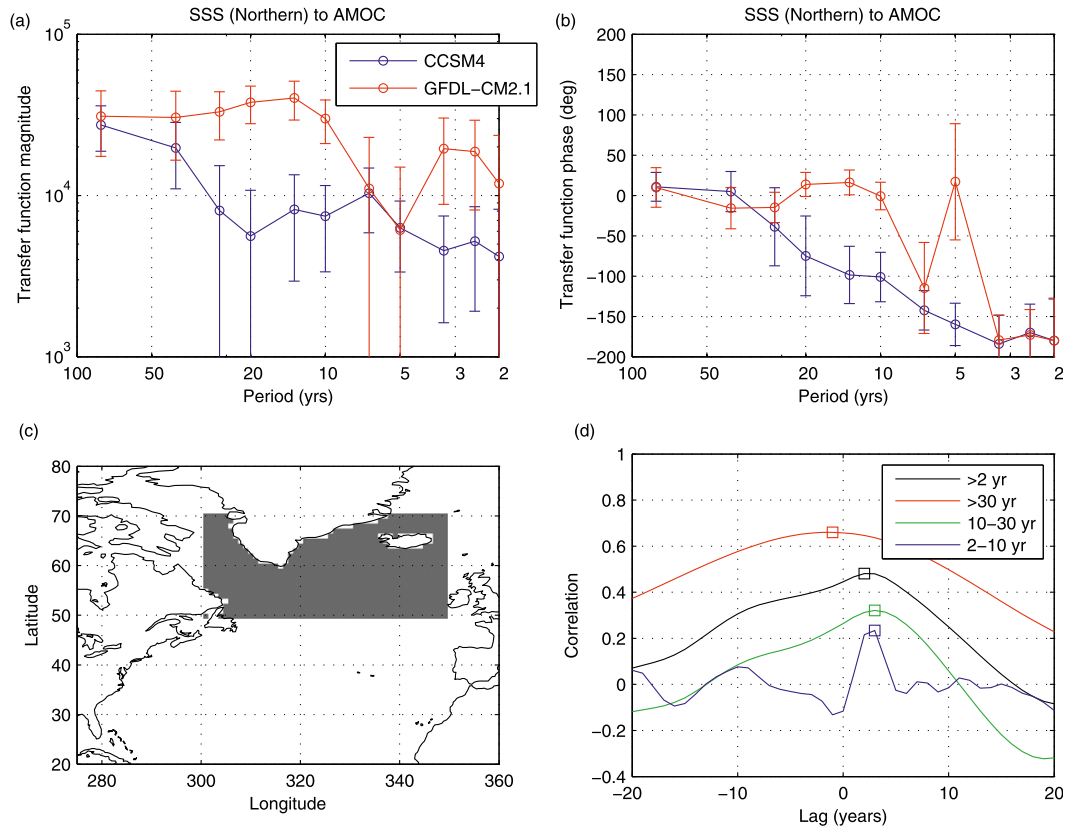 (a)
SSS (Northern) to AMOC
10^5
10^4
10^3
Transfer function magnitude
CCSM4
GFDL−CM2.1
100 50 20 10 5 3 2
Period (yrs)
(b)
SSS (Northern) to AMOC
200
150
100
50
0
−50
−100
−150
−200
Transfer function phase (deg)
100 50 20 10 5 3 2
Period (yrs)
(c)
80
70
60
50
40
30
20
Latitude
280 300 320 340 360
Longitude
(d)
1
0.8
0.6
0.4
0.2
0
−0.2
−0.4
Correlation
>2 yr
>30 yr
10−30 yr
2−10 yr
−20 −10 0 10 20
Lag (years)